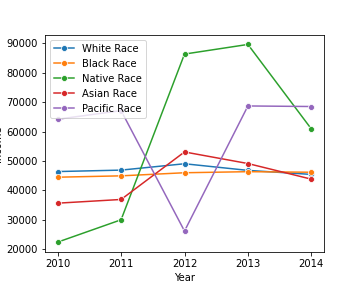 90000
80000
70000
60000
50000
40000
30000
20000
White Race
Black Race
Native Race
Asian Race
Pacific Race
2010 2011 2012 2013 2014
Year